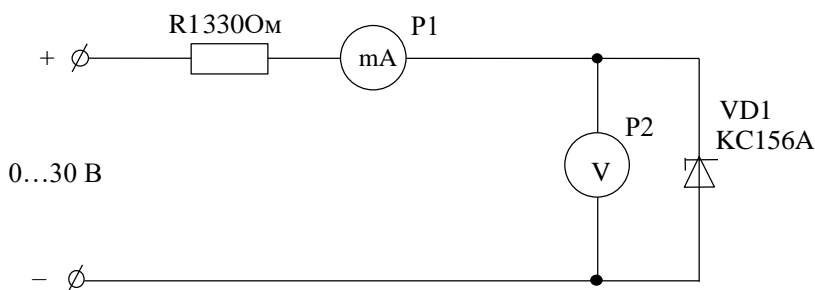 R1330Ом
P1
+
mA
P2
VD1
КС156А
V
0...30 В
–